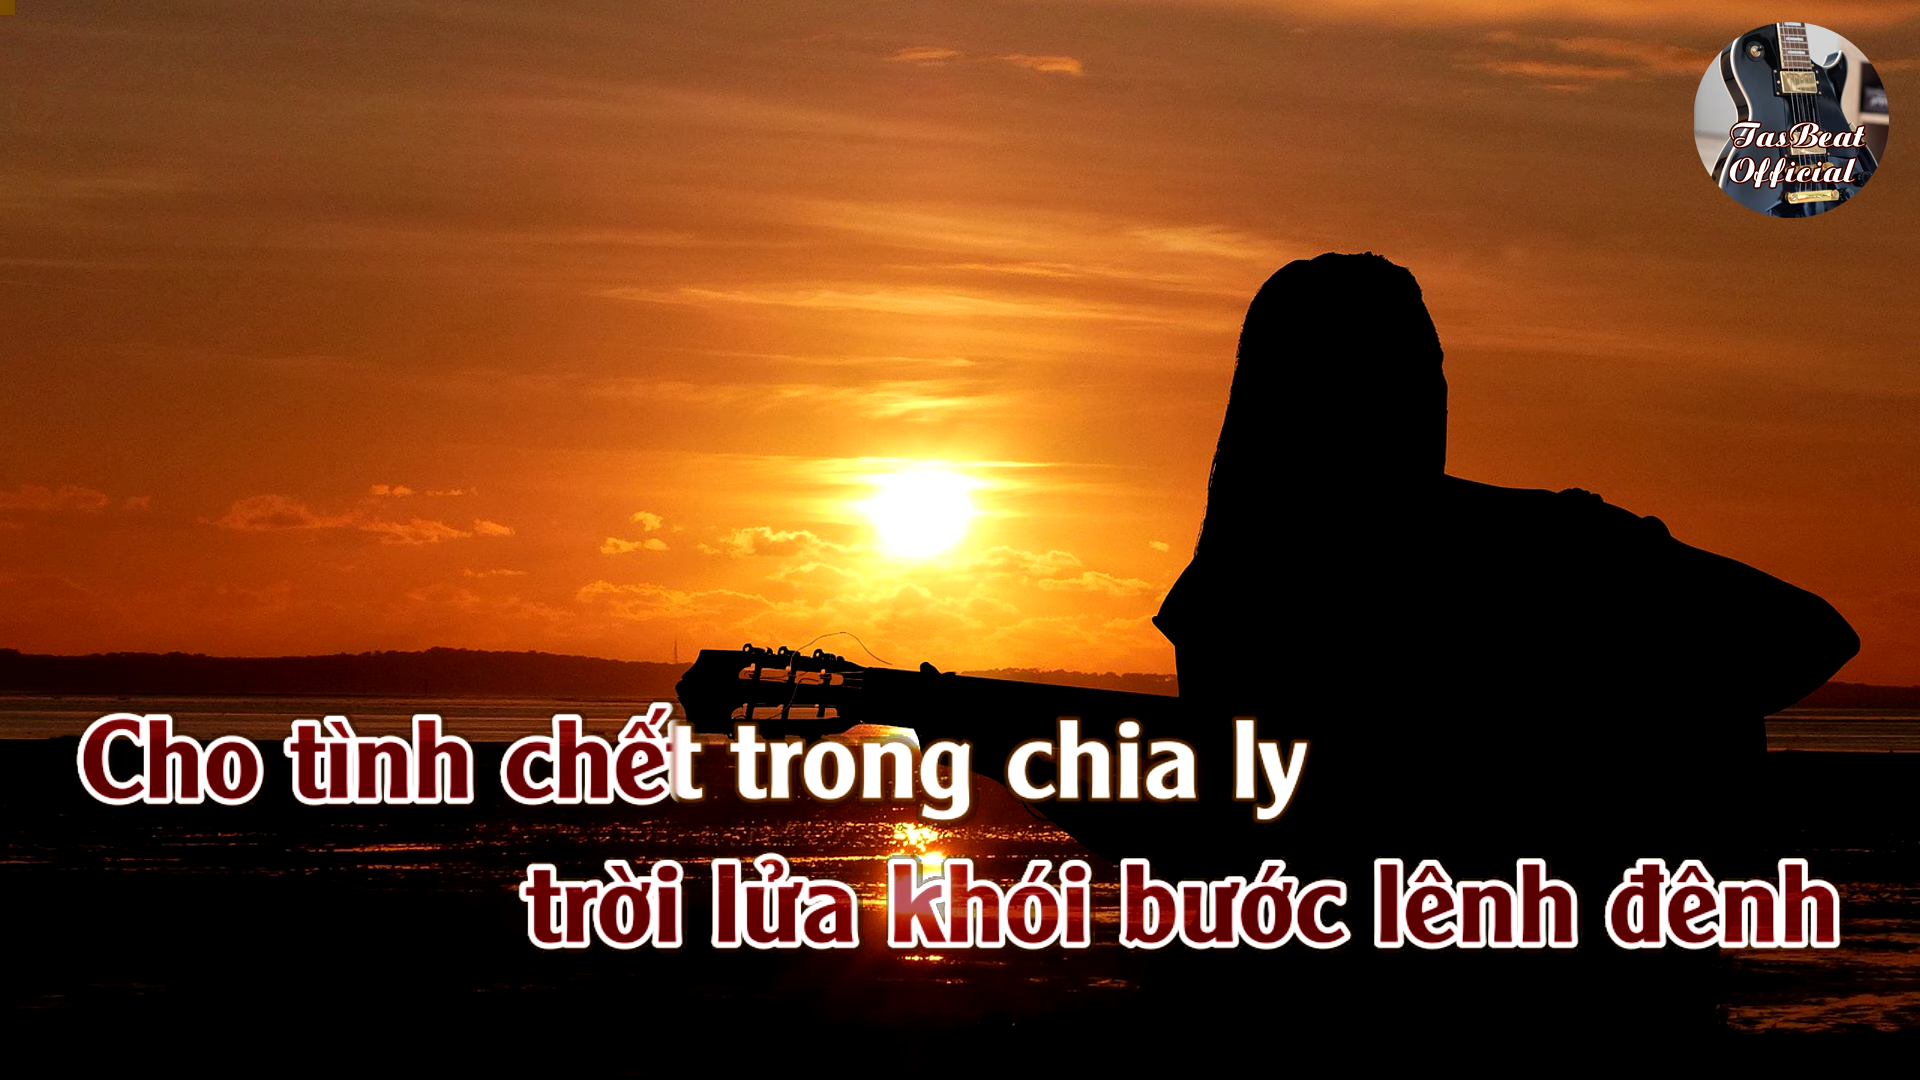 TasBeat
Official
Cho tình chết trong chia ly
trời lửa khói bước lênh đênh